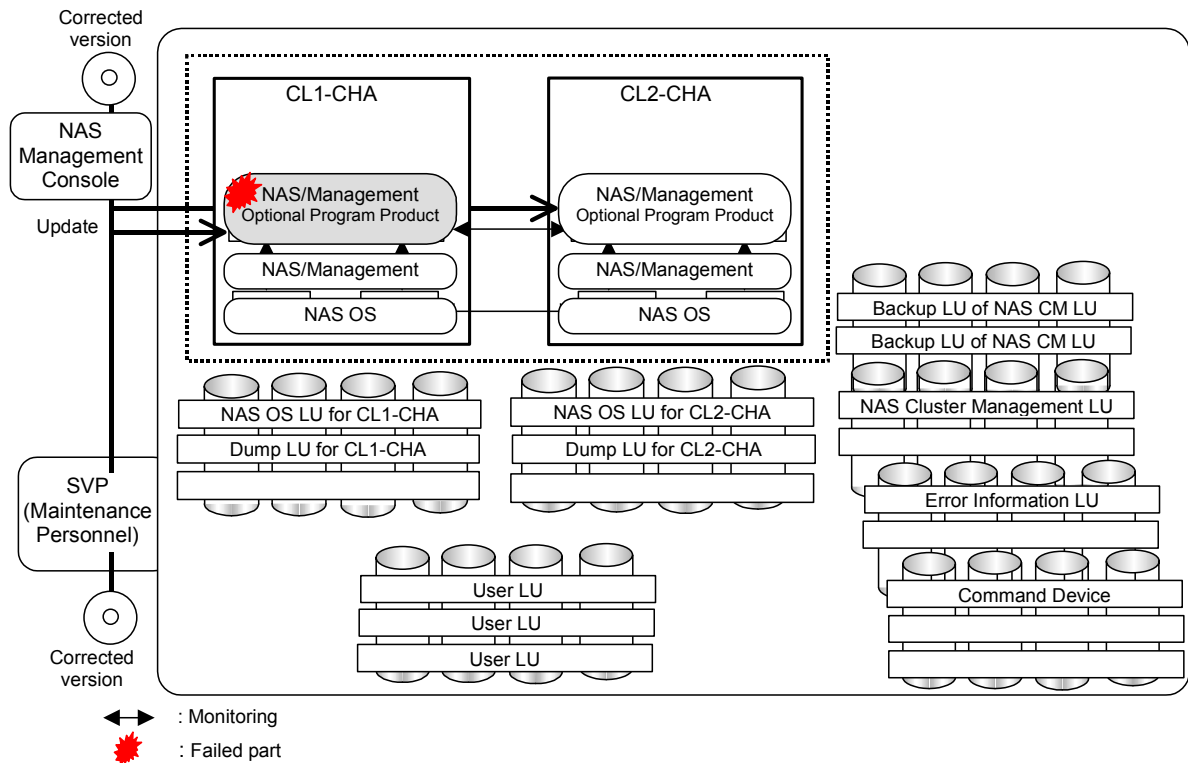 Corrected
version
NAS
Management
Console
Update
SVP
(Maintenance
Personnel)
Corrected
version
CL1-CHA
NAS/Management
Optional Program Product
NAS/Management
NAS OS
CL2-CHA
NAS/Management
Optional Program Product
NAS/Management
NAS OS
NAS OS LU for CL1-CHA
Dump LU for CL1-CHA
NAS OS LU for CL2-CHA
Dump LU for CL2-CHA
Backup LU of NAS CM LU
Backup LU of NAS CM LU
NAS Cluster Management LU
Error Information LU
Command Device
User LU
User LU
User LU
: Monitoring
: Failed part